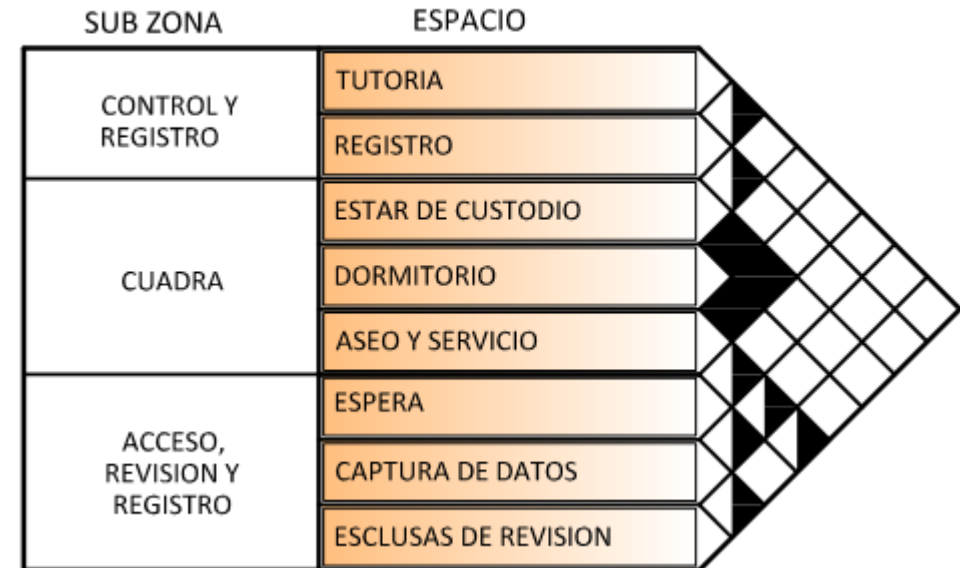 SUB ZONA
ESPACIO
CONTROL Y
REGISTRO
TUTORIA
REGISTRO
CUADRA
ESTAR DE CUSTODIO
DORMITORIO
ASEO Y SERVICIO
ACCESO,
REVISION Y
REGISTRO
ESPERA
CAPTURA DE DATOS
ESCLUSAS DE REVISION